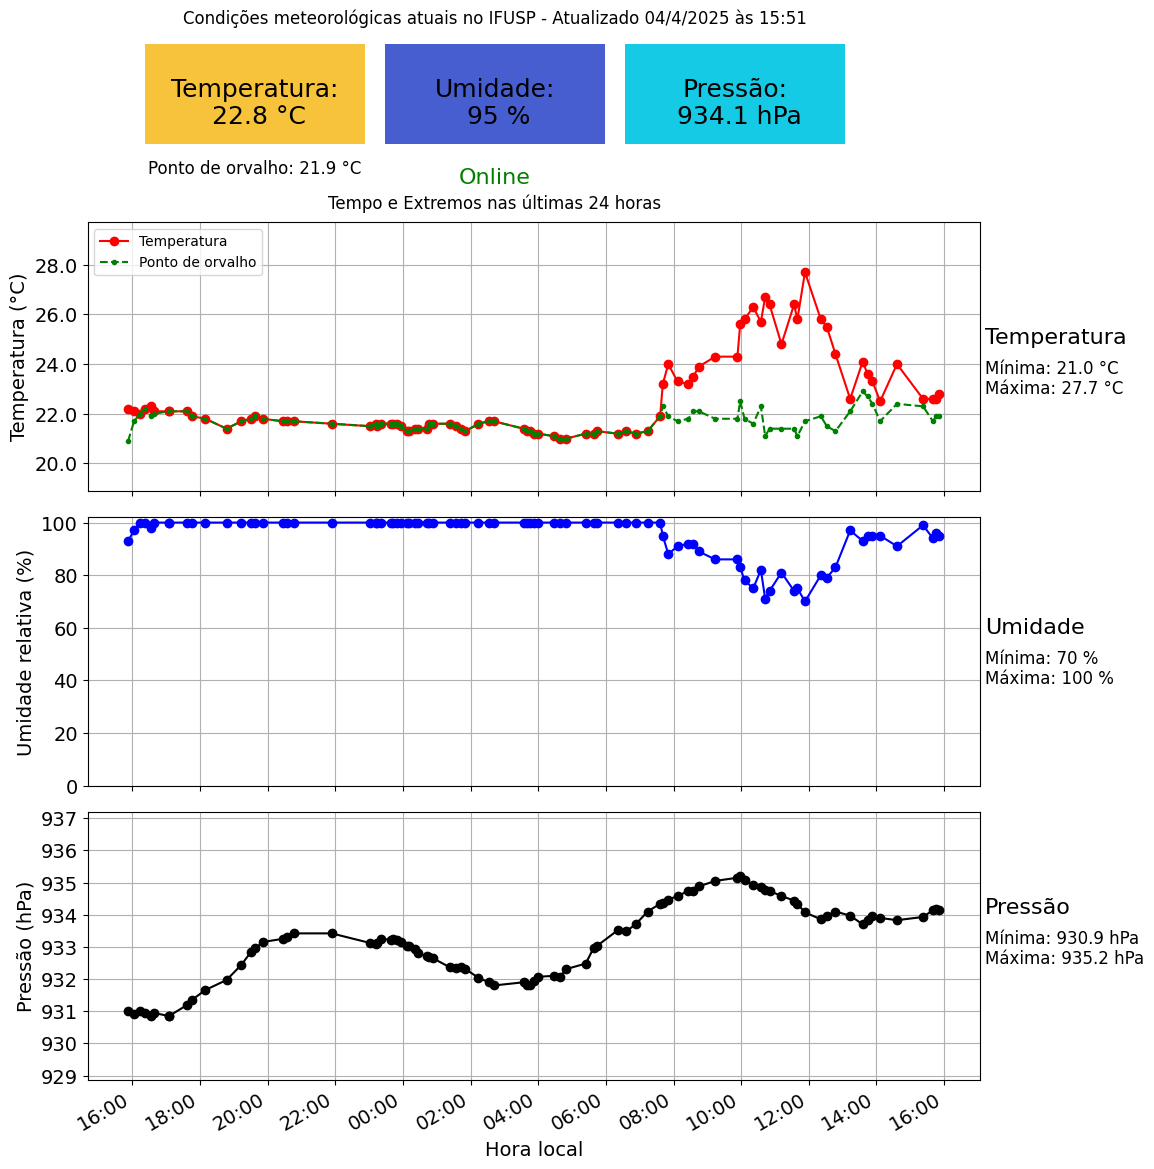 Condições meteorológicas atuais no IFUSP - Atualizado 04/4/2025 às 15:51
Temperatura:
22.8 °C
Umidade:
95 %
Pressão:
934.1 hPa
Ponto de orvalho: 21.9 °C
Online
Tempo e Extremos nas últimas 24 horas
Temperatura
Ponto de orvalho
Temperatura (°C)
28.0
26.0
24.0
22.0
20.0
Temperatura
Mínima: 21.0 °C
Máxima: 27.7 °C
Umidade relativa (%)
100
80
60
40
20
0
Umidade
Mínima: 70 %
Máxima: 100 %
Pressão (hPa)
937
936
935
934
933
932
931
930
929
Pressão
Mínima: 930.9 hPa
Máxima: 935.2 hPa
16:00 18:00 20:00 22:00 00:00 02:00 04:00 06:00 08:00 10:00 12:00 14:00 16:00
Hora local